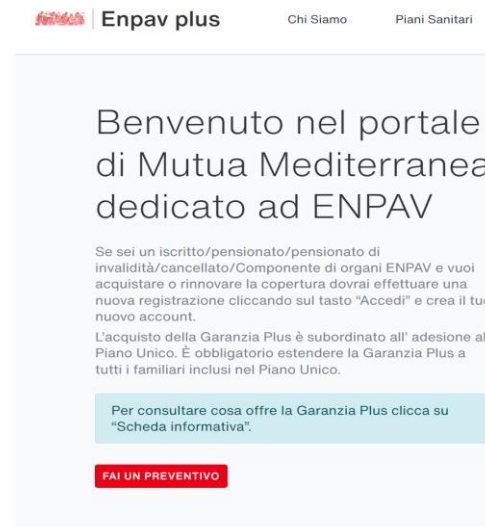 Enpav plus
Chi Siamo
Piani Sanitari
Benvenuto nel portale
di Mutua Mediterranea
dedicato ad ENPAV
Se sei un iscritto/pensionato/pensionato di
invalidità/cancellato/Componente di organi ENPAV e vuoi
acquistare o rinnovare la copertura dovrai effettuare una
nuova registrazione cliccando sul tasto “Accedi” e crea il tu
nuovo account.
L'acquisto della Garanzia Plus è subordinato all' adesione al
Piano Unico. È obbligatorio estendere la Garanzia Plus a
tutti i familiari inclusi nel Piano Unico.
Per consultare cosa offre la Garanzia Plus clicca su
“Scheda informativa”.
FAI UN PREVENTIVO